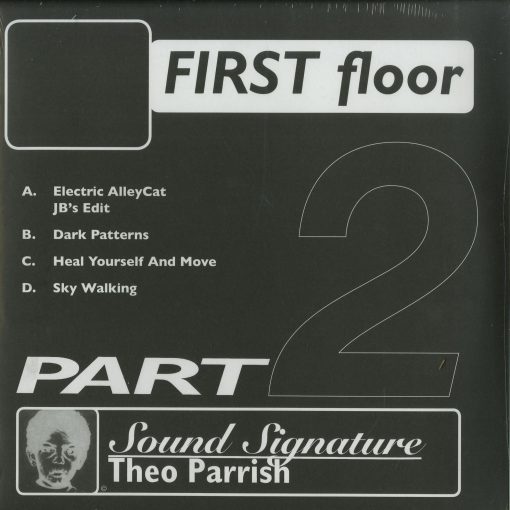 FIRST floor
A. Electric AlleyCat
JB's Edit
B. Dark Patterns
C. Heal Yourself And Move
D. Sky Walking
PART 2
Sound Signature
Theo Parrish
©